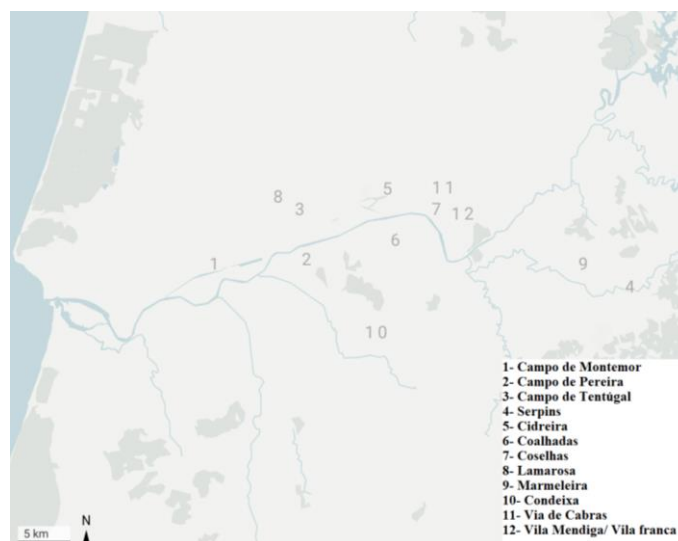 11
5
8
7
12
3
6
2
9
1
4
10
1- Campo de Montemor
2- Campo de Pereira
3- Campo de Tentúgal
4- Serpins
5- Cidreira
6- Coalhadas
7- Coselhas
8- Lamarosa
9- Marmeleira
10- Condeixa
11- Via de Cabras
12- Vila Mendiga/ Vila franca
N
5 km